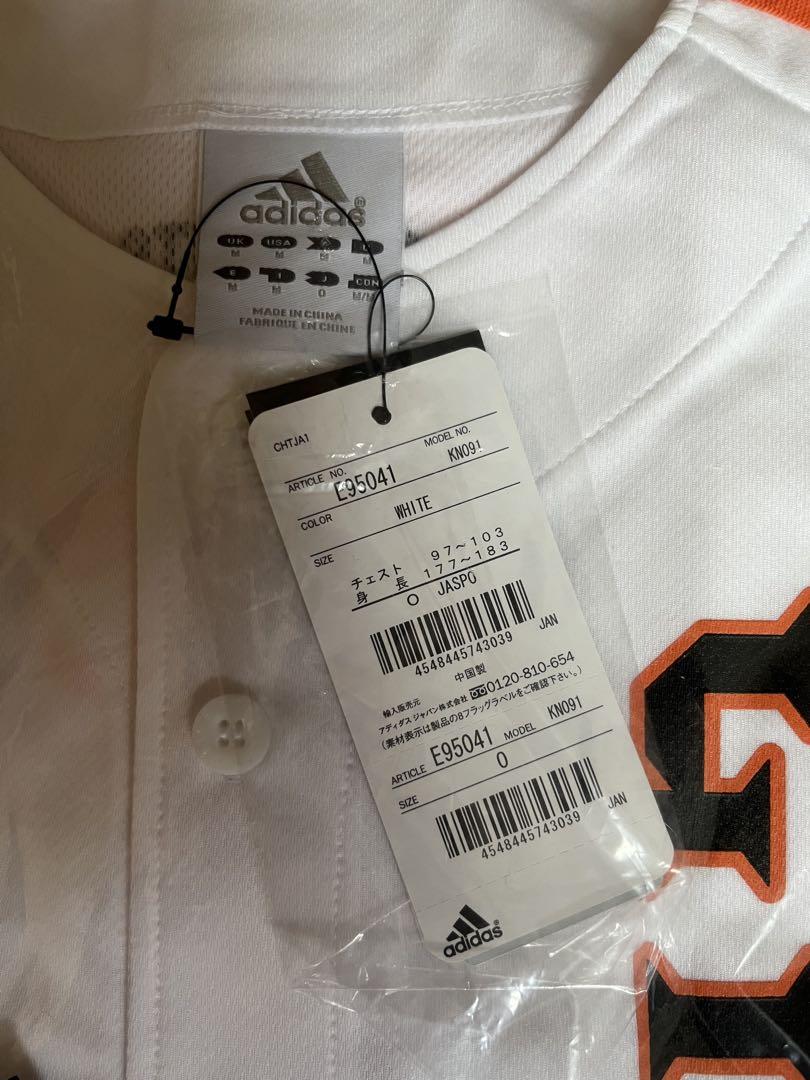 adidas
UK USA F D
M M M M
E I J CDN
M M O M/M
MADE IN CHINA
FABRIQUE EN CHINE
CHTJA1
ARTICLE NO. MODEL NO.
E95041 KN091
COLOR WHITE
SIZE
チェスト 97~103
身 長 177~183
O JASPO
4548445743039 JAN
中国製
輸入販売元
アディダス ジャパン株式会社 0120-810-654
(素材表示は製品の8フラッグラベルをご確認下さい。)
ARTICLE E95041 MODEL KN091
SIZE O
4548445743039 JAN
adidas
G